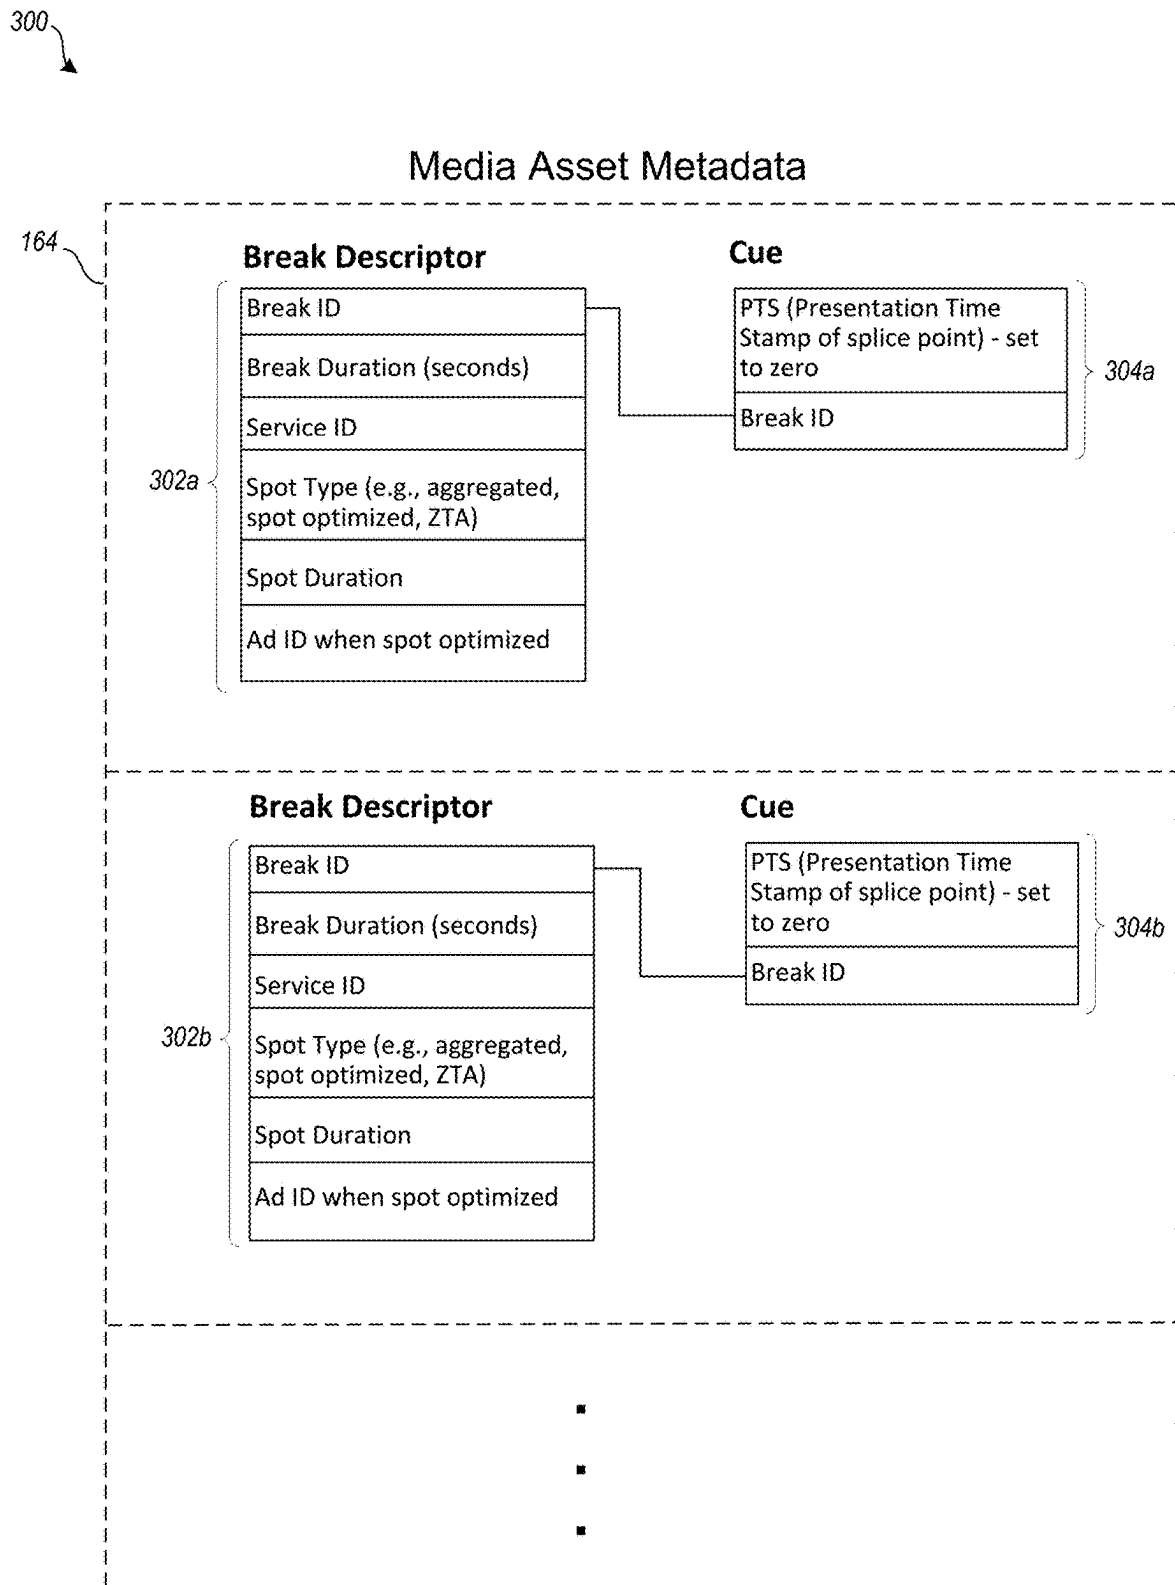 300
Media Asset Metadata
164
Break Descriptor
Break ID
Break Duration (seconds)
Service ID
302a
Spot Type (e.g., aggregated,
spot optimized, ZTA)
Spot Duration
Ad ID when spot optimized
Cue
PTS (Presentation Time
Stamp of splice point) - set
to zero
304a
Break ID
Break Descriptor
Break ID
Break Duration (seconds)
Service ID
302b
Spot Type (e.g., aggregated,
spot optimized, ZTA)
Spot Duration
Ad ID when spot optimized
Cue
PTS (Presentation Time
Stamp of splice point) - set
to zero
304b
Break ID